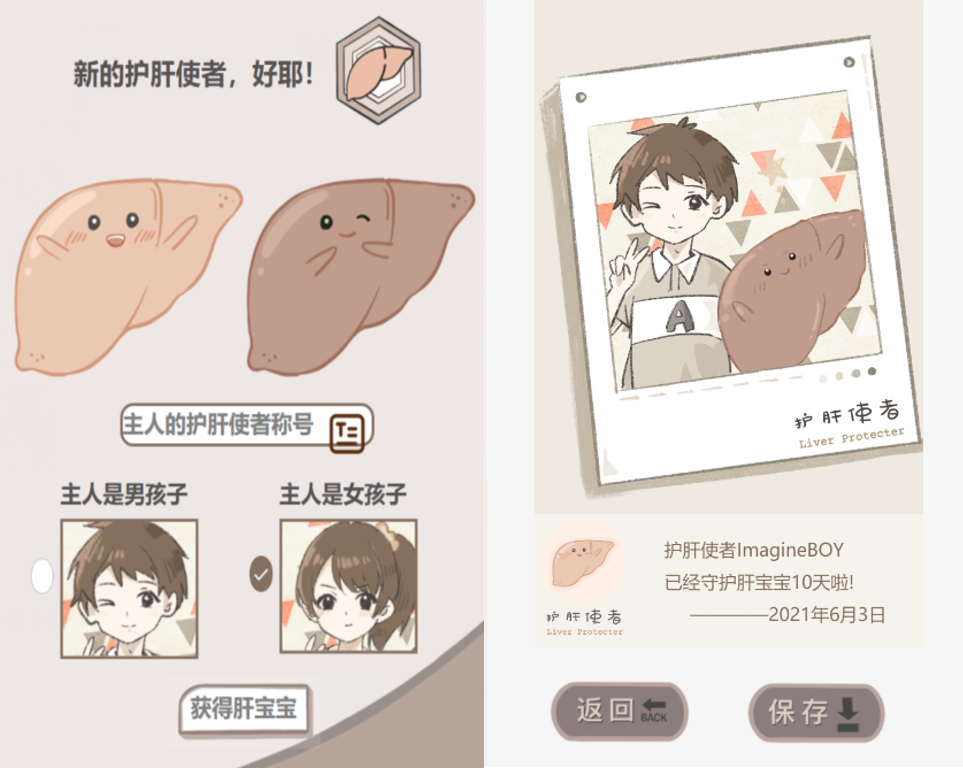 新的护肝使者，好耶！
主人的护肝使者称号
主人是男孩子
主人是女孩子
获得肝宝宝
A
护肝使者
Liver Protecter
护肝使者ImagineBOY
已经守护肝宝宝10天啦!
————2021年6月3日
护肝使者
Liver Protecter
返回 BACK
保存